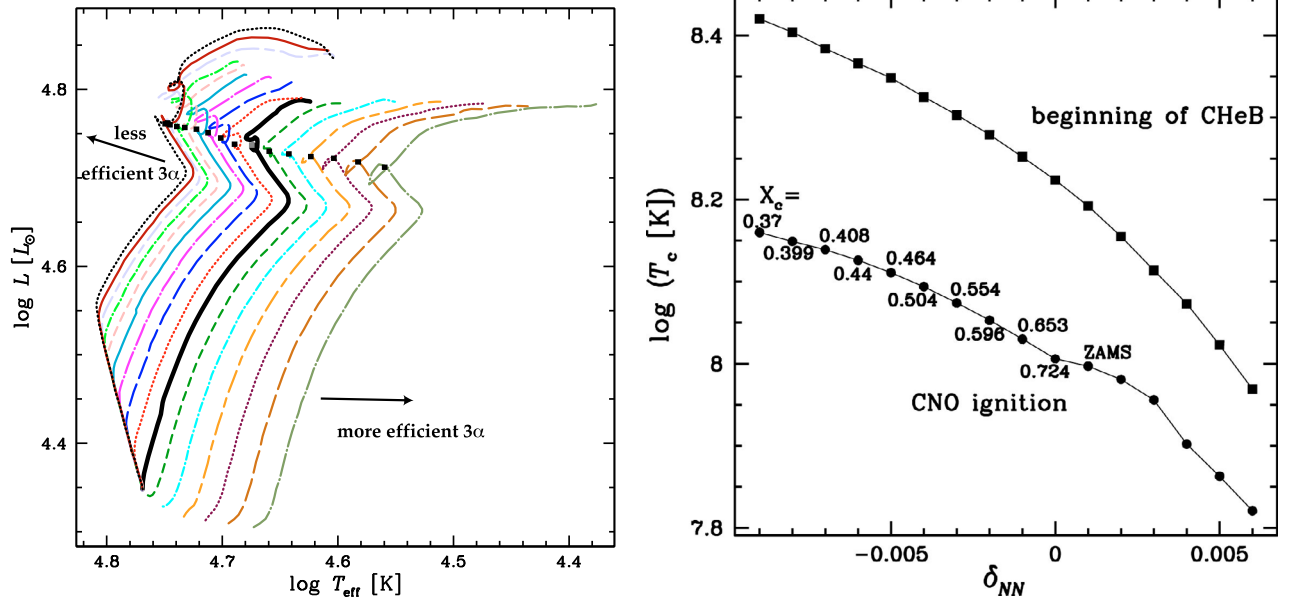 less
efficient 3α
more efficient 3α
4.8
4.6
4.4
log L [L⊙]
4.8
4.7
4.6
4.5
4.4
log Teff [K]
8.4
8.2
8
7.8
log (Tc [K])
beginning of CHeB
Xc=
0.37
0.399
0.408
0.44
0.464
0.504
0.554
0.596
0.653
0.724
ZAMS
CNO ignition
−0.005
0
0.005
δNN